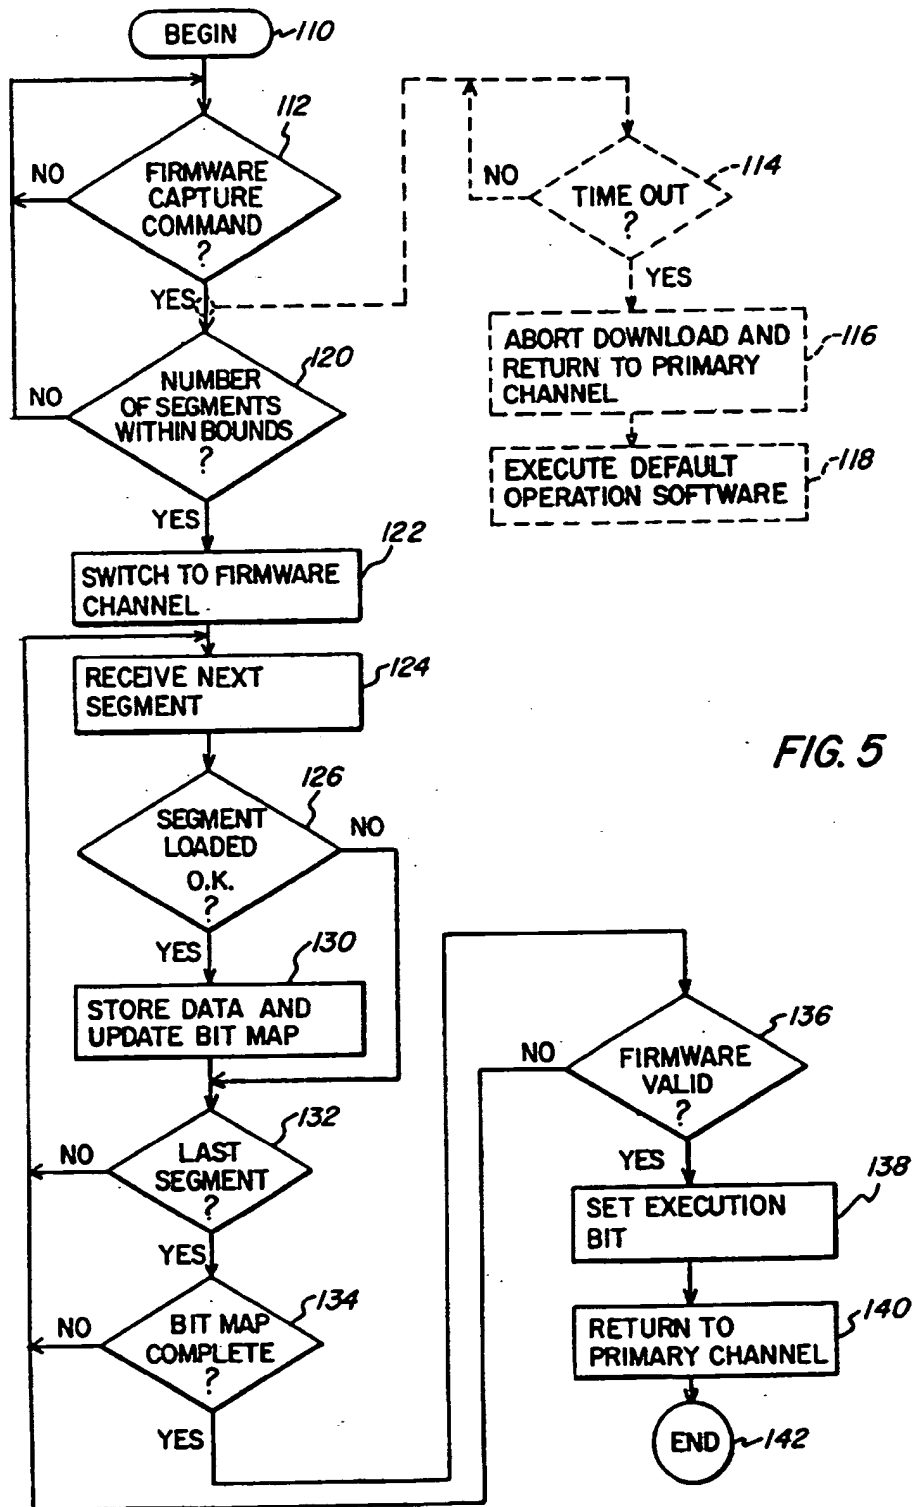 BEGIN
110
112
FIRMWARE
CAPTURE
COMMAND
?
NO
YES
114
TIME OUT
?
NO
YES
ABORT DOWNLOAD AND
RETURN TO PRIMARY
CHANNEL
116
EXECUTE DEFAULT
OPERATION SOFTWARE
118
120
NUMBER
OF SEGMENTS
WITHIN BOUNDS
?
NO
YES
122
SWITCH TO FIRMWARE
CHANNEL
RECEIVE NEXT
SEGMENT
124
FIG. 5
126
SEGMENT
LOADED
O.K.
?
NO
YES
130
STORE DATA AND
UPDATE BIT MAP
132
LAST
SEGMENT
?
NO
YES
134
BIT MAP
COMPLETE
?
NO
YES
136
FIRMWARE
VALID
?
NO
YES
138
SET EXECUTION
BIT
140
RETURN TO
PRIMARY CHANNEL
END
142